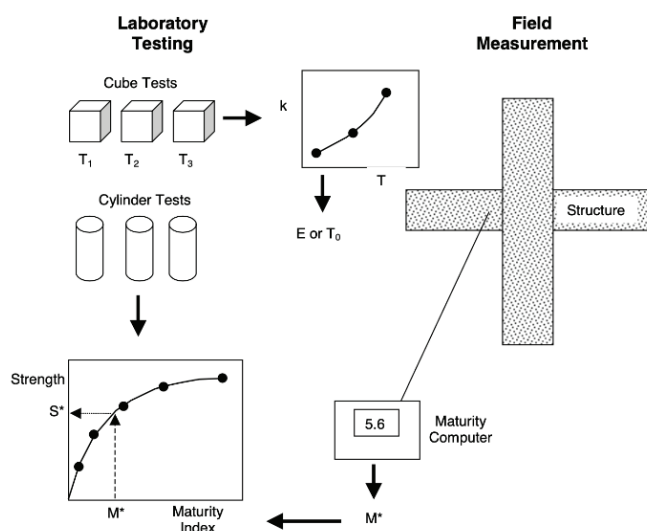 Laboratory
Testing
Field
Measurement
Cube Tests
T₁ T₂ T₃
k
T
Cylinder Tests
E or T₀
Structure
Strength
S*
M*
Maturity
Index
5.6
Maturity
Computer
M*